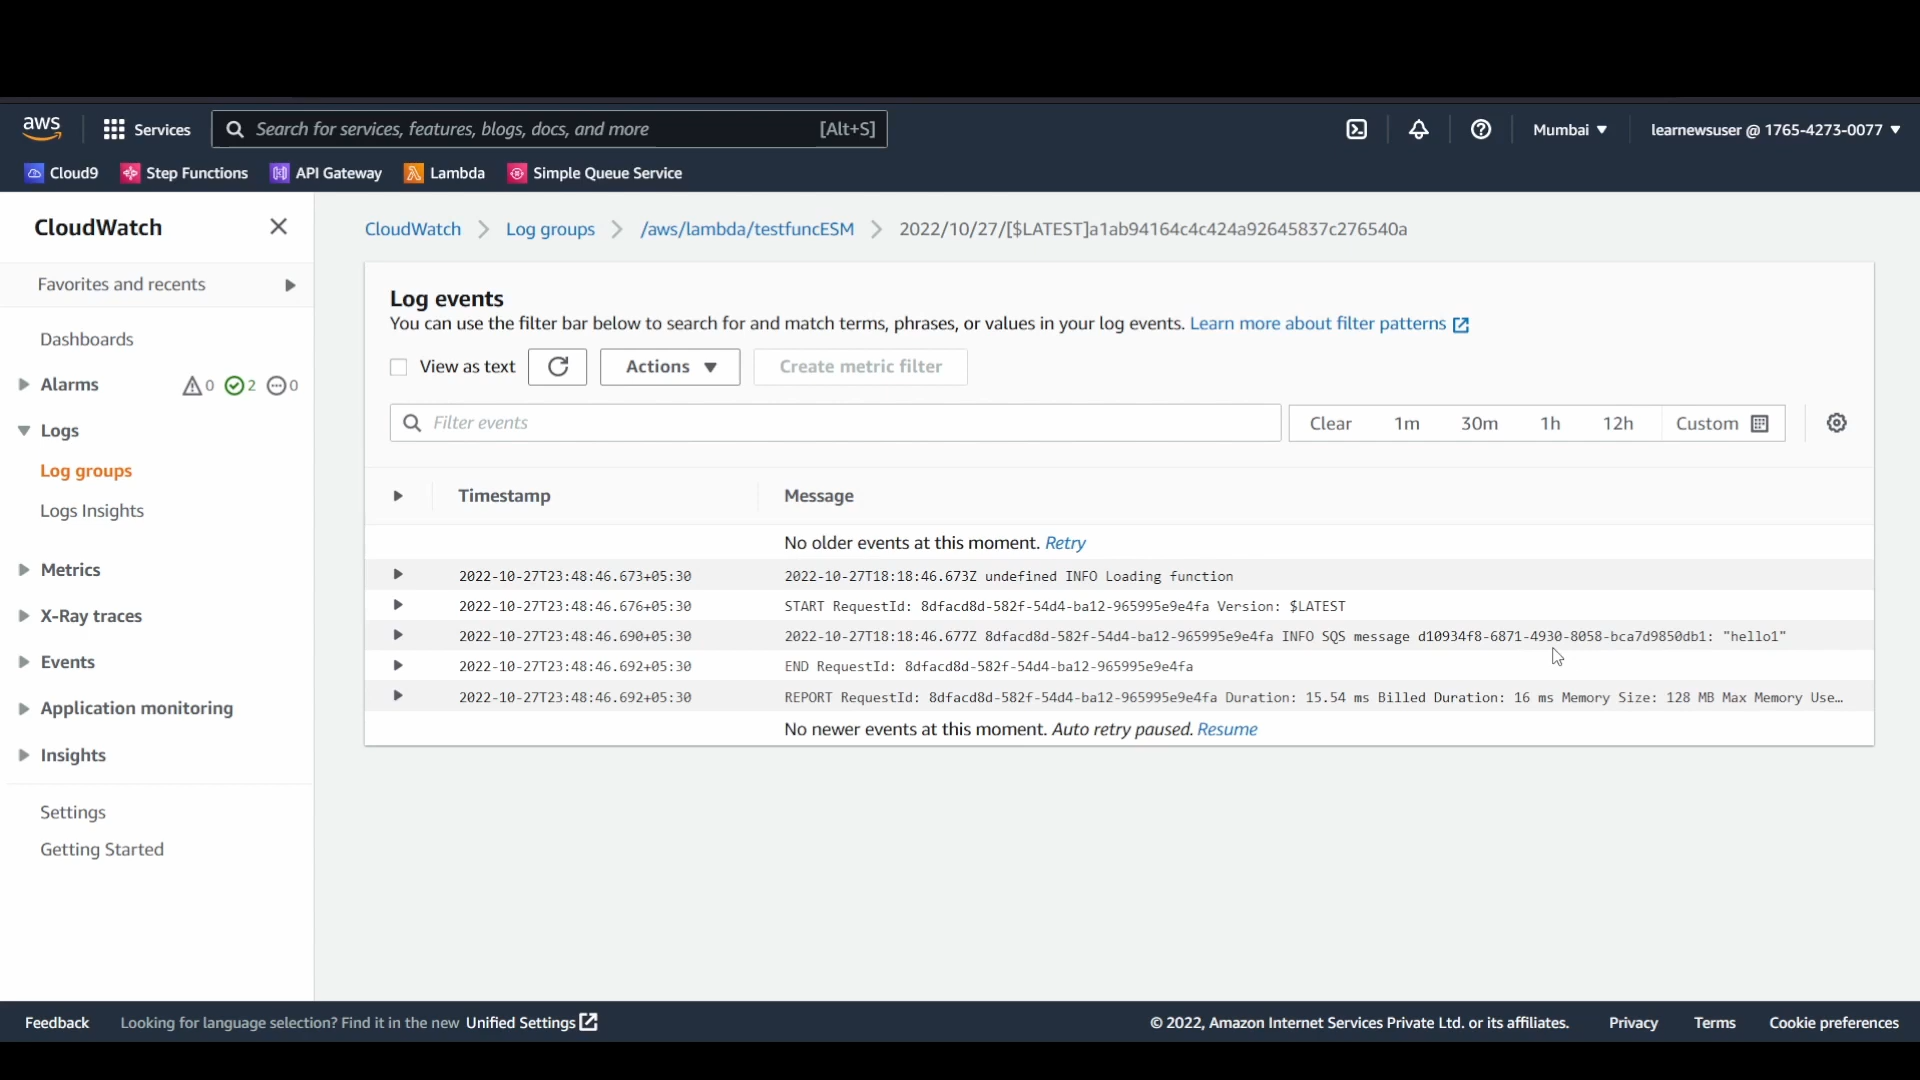 aws Services Search for services, features, blogs, docs, and more [Alt+S] Mumbai learnewsuser @ 1765-4273-0077
Cloud9 Step Functions API Gateway Lambda Simple Queue Service
CloudWatch
Favorites and recents
Dashboards
Alarms 0 2 0
Logs
Log groups
Logs Insights
Metrics
X-Ray traces
Events
Application monitoring
Insights
Settings
Getting Started
CloudWatch Log groups /aws/lambda/testfuncESM 2022/10/27/[$LATEST]a1ab94164c4c424a92645837c276540a
Log events
You can use the filter bar below to search for and match terms, phrases, or values in your log events. Learn more about filter patterns
View as text Actions Create metric filter
Filter events Clear 1m 30m 1h 12h Custom
Timestamp Message
No older events at this moment. Retry
2022-10-27T23:48:46.673+05:30 2022-10-27T18:18:46.673Z undefined INFO Loading function
2022-10-27T23:48:46.676+05:30 START RequestId: 8dfacd8d-582f-54d4-ba12-965995e9e4fa Version: $LATEST
2022-10-27T23:48:46.690+05:30 2022-10-27T18:18:46.677Z 8dfacd8d-582f-54d4-ba12-965995e9e4fa INFO SQS message d10934f8-6871-4930-8058-bca7d9850db1: "hello1"
2022-10-27T23:48:46.692+05:30 END RequestId: 8dfacd8d-582f-54d4-ba12-965995e9e4fa
2022-10-27T23:48:46.692+05:30 REPORT RequestId: 8dfacd8d-582f-54d4-ba12-965995e9e4fa Duration: 15.54 ms Billed Duration: 16 ms Memory Size: 128 MB Max Memory Use…
No newer events at this moment. Auto retry paused. Resume
Feedback Looking for language selection? Find it in the new Unified Settings © 2022, Amazon Internet Services Private Ltd. or its affiliates. Privacy Terms Cookie preferences